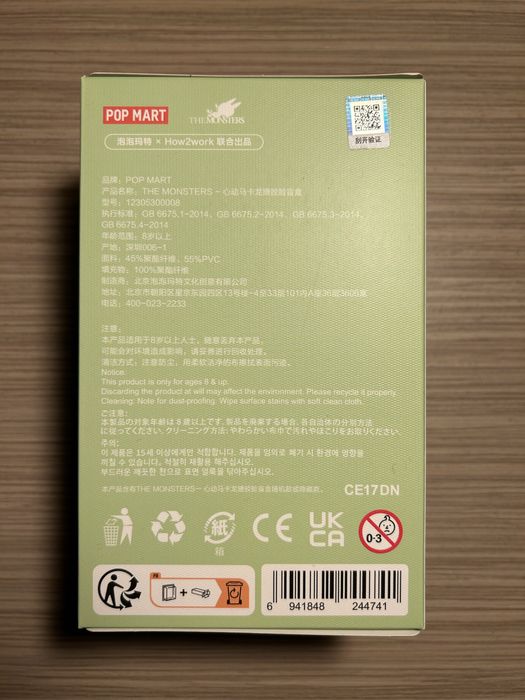 POP MART
THE MONSTERS
泡泡玛特 × How2work 联合出品
刮开验证
品牌：POP MART
产品名称：THE MONSTERS － 心动马卡龙搪胶脸盲盒
型号：12305300008
执行标准：GB 6675.1-2014、GB 6675.2-2014、GB 6675.3-2014、
GB 6675.4-2014
年龄范围：8岁以上
产地：深圳006-1
面料：45%聚酯纤维、55%PVC
填充物：100%聚酯纤维
制造商：北京泡泡玛特文化创意有限公司
地址：北京市朝阳区望京东园四区13号楼-4至33层101内A座36层3605室
电话：400-023-2233
注意：
本产品适用于8岁以上人士，随意丢弃本产品，
可能会对环境造成影响，请妥善进行回收处理。
清洁方式：注意防尘，用柔软洁净的布擦拭表面污渍。
Notice:
This product is only for ages 8 & up.
Discarding the product at will may affect the environment. Please recycle it properly.
Cleaning: Note for dust-proofing. Wipe surface stains with soft clean cloth.
ご注意：
本製品の対象年齢は 8 歳以上です。製品を廃棄する場合、各自治体の分別方法
に従ってください。クリーニング方法：やわらかい布巾で汚れやほこりをお取りください。
주의:
이 제품은 15세 이상에게만 적합합니다. 제품을 임의로 폐기 시 환경에 영향을
끼칠 수 있습니다. 적절히 재활용 해주십시오.
부드러운 깨끗한 천으로 표면 얼룩을 닦아주십시오.
本产品含有THE MONSTERS－心动马卡龙搪胶脸盲盒随机款或隐藏款。
CE17DN
紙
箱
CE
UK
CA
0-3
FR
+
6 941848 244741